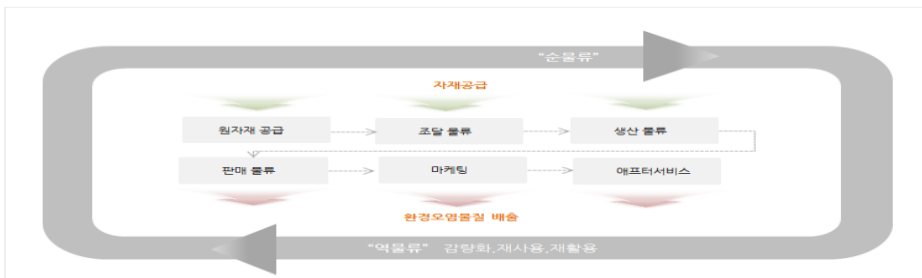 "순물류"
자재공급
원자재 공급
조달 물류
생산 물류
판매 물류
마케팅
애프터서비스
환경오염물질 배출
"역물류" 감량화,재사용,재활용